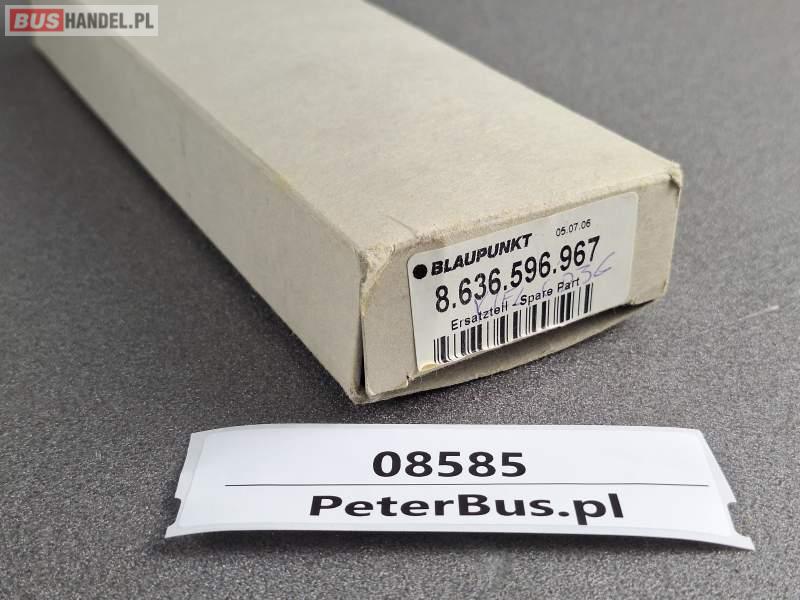 BUSHANDEL.PL
BLAUPUNKT 05.07.06
8.636.596.967
Ersatzteil - Spare Part
08585
PeterBus.pl